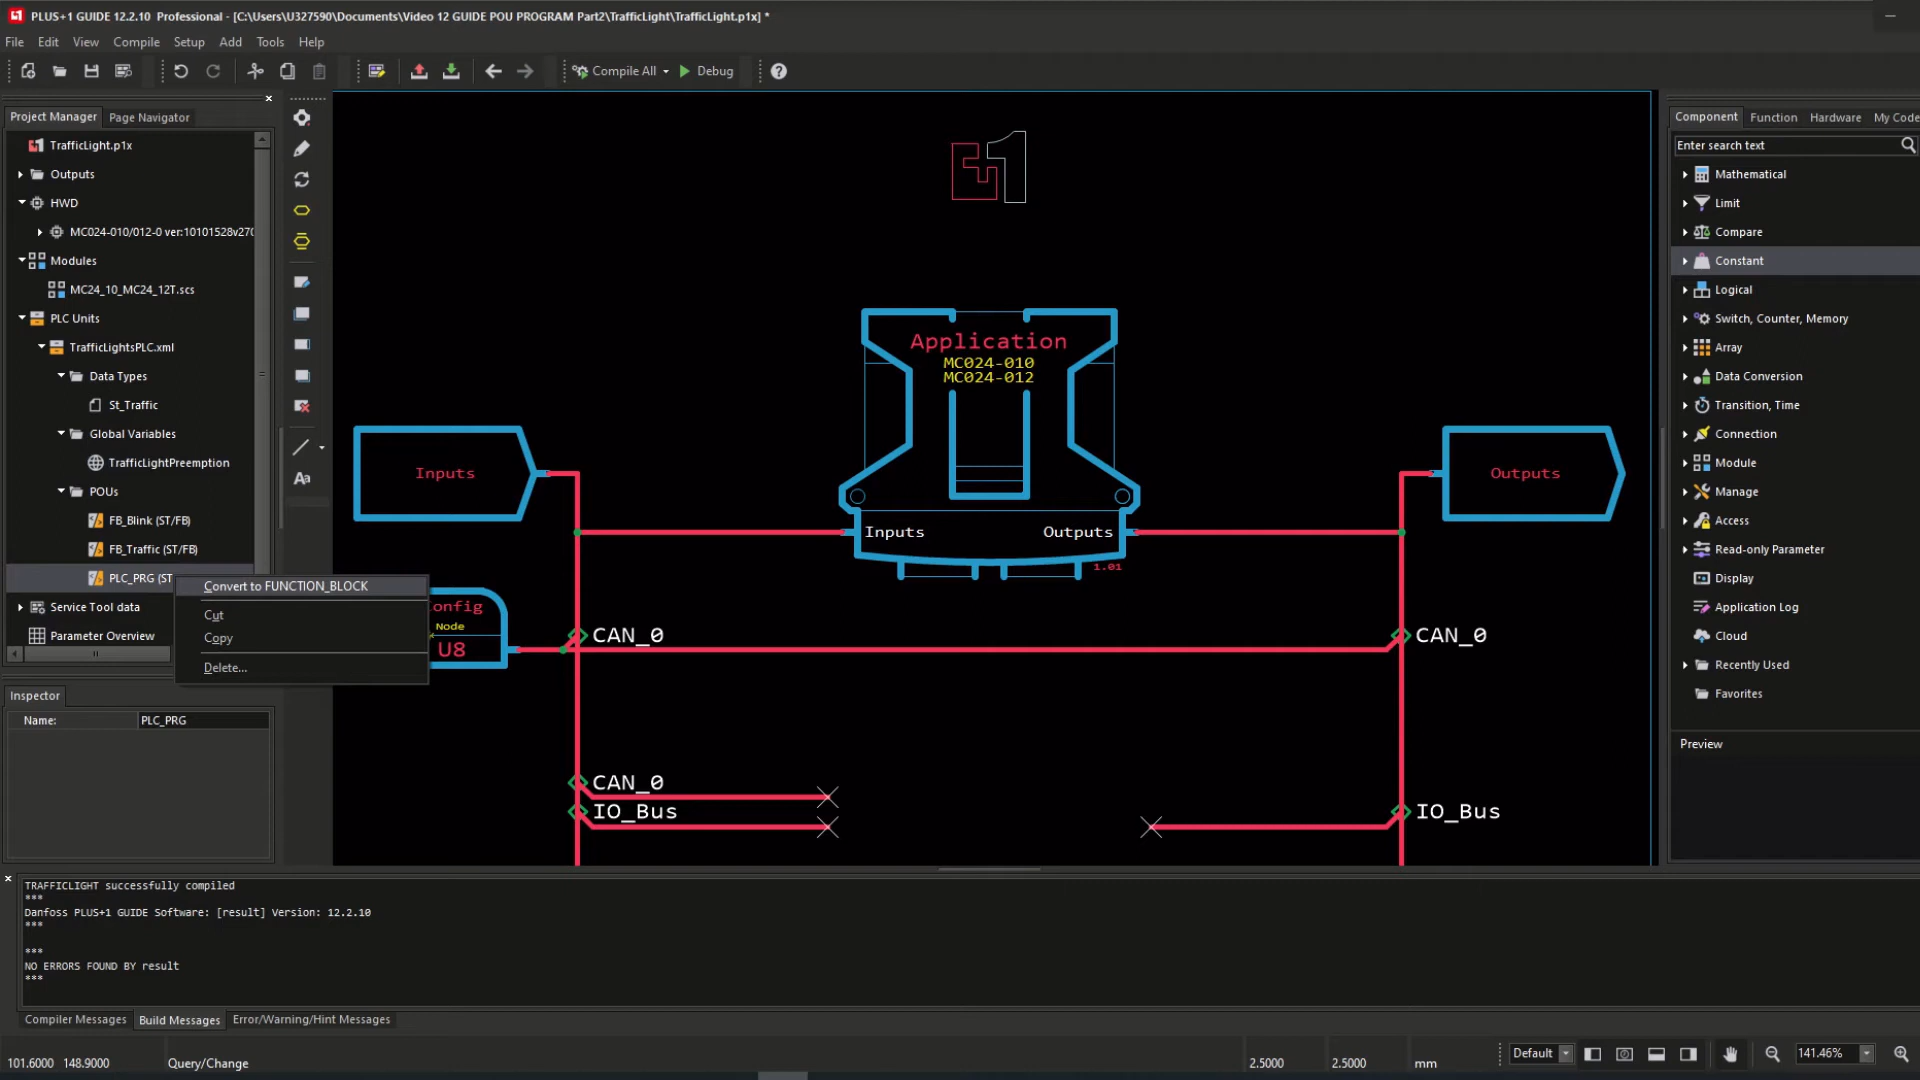 PLUS+1 GUIDE 12.2.10  Professional - [C:\Users\U327590\Documents\Video 12 GUIDE POU PROGRAM Part2\TrafficLight\TrafficLight.p1x] *
File Edit View Compile Setup Add Tools Help
Compile All Debug
Project Manager Page Navigator
TrafficLight.p1x
Outputs
HWD
MC024-010/012-0 ver:10101528v270
Modules
MC24_10_MC24_12T.scs
PLC Units
TrafficLightsPLC.xml
Data Types
St_Traffic
Global Variables
TrafficLightPreemption
POUs
FB_Blink (ST/FB)
FB_Traffic (ST/FB)
PLC_PRG (ST
Service Tool data
Parameter Overview
Convert to FUNCTION_BLOCK
Cut
Copy
Delete...
Inspector
Name: PLC_PRG
Application
MC024-010
MC024-012
Inputs
Outputs
Inputs Outputs
1.01
onfig
Node
U8
CAN_0
CAN_0
CAN_0
IO_Bus
IO_Bus
Component Function Hardware My Code
Enter search text
Mathematical
Limit
Compare
Constant
Logical
Switch, Counter, Memory
Array
Data Conversion
Transition, Time
Connection
Module
Manage
Access
Read-only Parameter
Display
Application Log
Cloud
Recently Used
Favorites
Preview
TRAFFICLIGHT successfully compiled
***
Danfoss PLUS+1 GUIDE Software: [result] Version: 12.2.10
***
***
NO ERRORS FOUND BY result
***
Compiler Messages Build Messages Error/Warning/Hint Messages
101.6000 148.9000 Query/Change 2.5000 2.5000 mm Default 141.46%